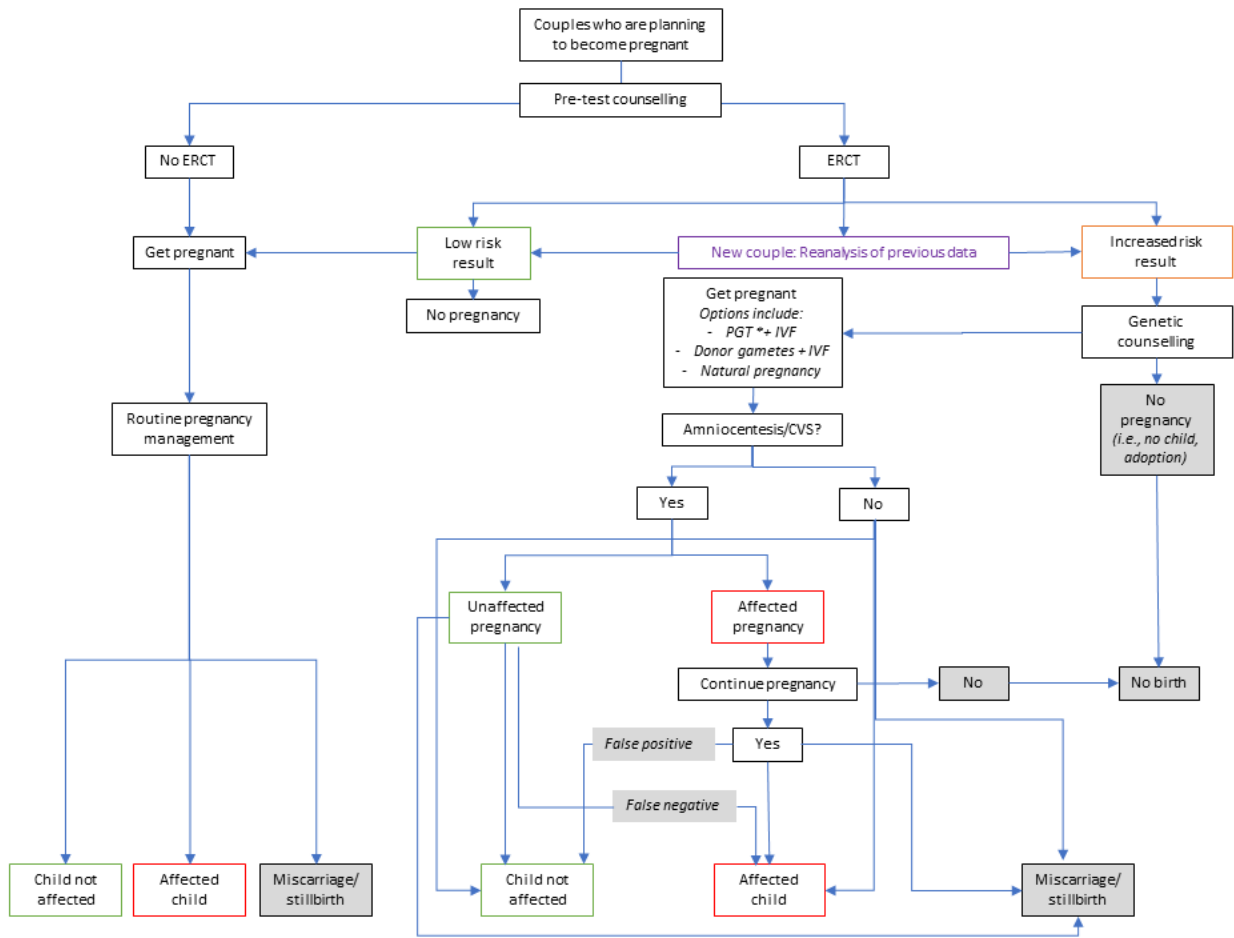 Couples who are planning
to become pregnant
Pre-test counselling
No ERCT
ERCT
Get pregnant
Low risk
result
New couple: Reanalysis of previous data
Increased risk
result
No pregnancy
Get pregnant
Options include:
- PGT *+ IVF
- Donor gametes + IVF
- Natural pregnancy
Genetic
counselling
No
pregnancy
(i.e., no child,
adoption)
Routine pregnancy
management
Amniocentesis/CVS?
Yes
No
Unaffected
pregnancy
Affected
pregnancy
Continue pregnancy
No
No birth
False positive
Yes
False negative
Child not
affected
Affected
child
Miscarriage/
stillbirth
Child not
affected
Affected
child
Miscarriage/
stillbirth